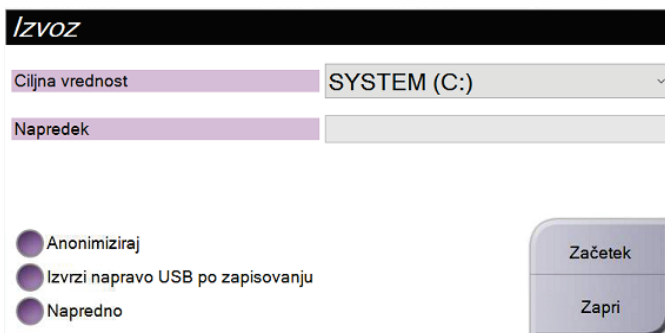 Izvoz
Ciljna vrednost SYSTEM (C:)
Napredek
Anonimiziraj
Izvrzi napravo USB po zapisovanju
Napredno
Začetek
Zapri